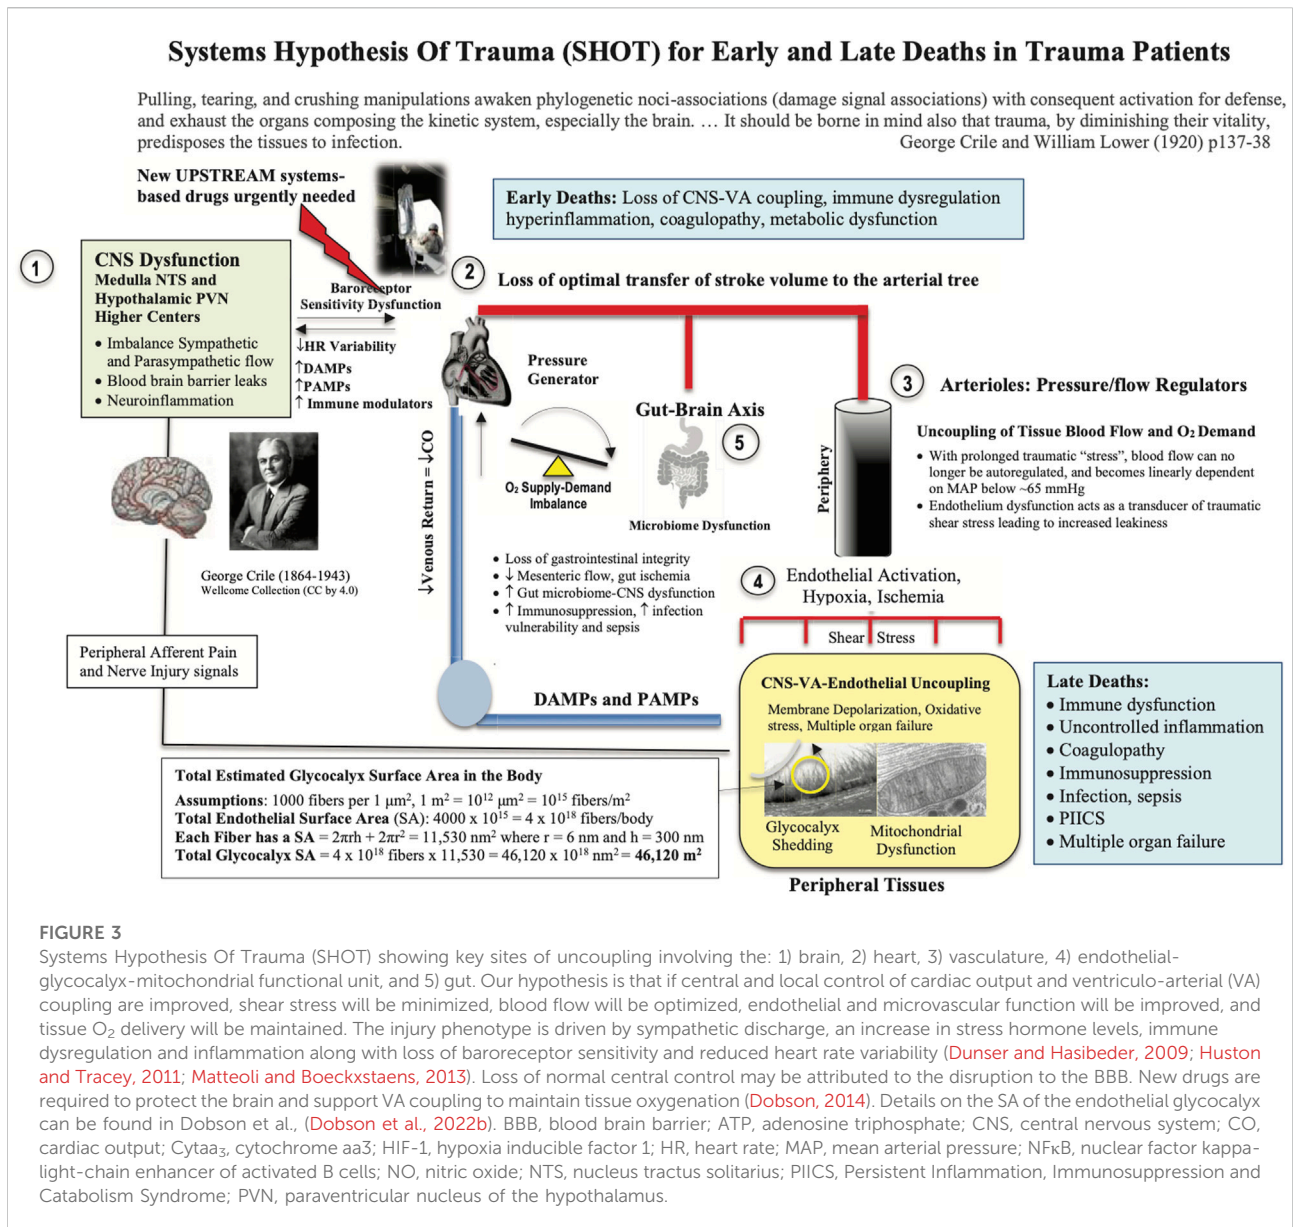 Systems Hypothesis Of Trauma (SHOT) for Early and Late Deaths in Trauma Patients
Pulling, tearing, and crushing manipulations awaken phylogenetic noci-associations (damage signal associations) with consequent activation for defense,
and exhaust the organs composing the kinetic system, especially the brain. … It should be borne in mind also that trauma, by diminishing their vitality,
predisposes the tissues to infection.
George Crile and William Lower (1920) p137-38
New UPSTREAM systems-
based drugs urgently needed
Early Deaths: Loss of CNS-VA coupling, immune dysregulation
hyperinflammation, coagulopathy, metabolic dysfunction
1
CNS Dysfunction
Medulla NTS and
Hypothalamic PVN
Higher Centers
• Imbalance Sympathetic
and Parasympathetic flow
• Blood brain barrier leaks
• Neuroinflammation
Baroreceptor
Sensitivity Dysfunction
↓HR Variability
↑DAMPs
↑PAMPs
↑ Immune modulators
2
Loss of optimal transfer of stroke volume to the arterial tree
Pressure
Generator
O₂ Supply-Demand
Imbalance
↓Venous Return = ↓CO
Gut-Brain Axis
5
Microbiome Dysfunction
• Loss of gastrointestinal integrity
• ↓ Mesenteric flow, gut ischemia
• ↑ Gut microbiome-CNS dysfunction
• ↑ Immunosuppression, ↑ infection
vulnerability and sepsis
3
Arterioles: Pressure/flow Regulators
Periphery
Uncoupling of Tissue Blood Flow and O₂ Demand
• With prolonged traumatic “stress”, blood flow can no
longer be autoregulated, and becomes linearly dependent
on MAP below ~65 mmHg
• Endothelium dysfunction acts as a transducer of traumatic
shear stress leading to increased leakiness
George Crile (1864-1943)
Wellcome Collection (CC by 4.0)
Peripheral Afferent Pain
and Nerve Injury signals
4
Endothelial Activation,
Hypoxia, Ischemia
Shear Stress
DAMPs and PAMPs
CNS-VA-Endothelial Uncoupling
Membrane Depolarization, Oxidative
stress, Multiple organ failure
Glycocalyx
Shedding
Mitochondrial
Dysfunction
Peripheral Tissues
Late Deaths:
• Immune dysfunction
• Uncontrolled inflammation
• Coagulopathy
• Immunosuppression
• Infection, sepsis
• PIICS
• Multiple organ failure
Total Estimated Glycocalyx Surface Area in the Body
Assumptions: 1000 fibers per 1 µm², 1 m² = 10¹² µm² = 10¹⁵ fibers/m²
Total Endothelial Surface Area (SA): 4000 x 10¹⁵ = 4 x 10¹⁸ fibers/body
Each Fiber has a SA = 2πrh + 2πr² = 11,530 nm² where r = 6 nm and h = 300 nm
Total Glycocalyx SA = 4 x 10¹⁸ fibers x 11,530 = 46,120 x 10¹⁸ nm² = 46,120 m²
FIGURE 3
Systems Hypothesis Of Trauma (SHOT) showing key sites of uncoupling involving the: 1) brain, 2) heart, 3) vasculature, 4) endothelial-
glycocalyx-mitochondrial functional unit, and 5) gut. Our hypothesis is that if central and local control of cardiac output and ventriculo-arterial (VA)
coupling are improved, shear stress will be minimized, blood flow will be optimized, endothelial and microvascular function will be improved, and
tissue O₂ delivery will be maintained. The injury phenotype is driven by sympathetic discharge, an increase in stress hormone levels, immune
dysregulation and inflammation along with loss of baroreceptor sensitivity and reduced heart rate variability (Dunser and Hasibeder, 2009; Huston
and Tracey, 2011; Matteoli and Boeckxstaens, 2013). Loss of normal central control may be attributed to the disruption to the BBB. New drugs are
required to protect the brain and support VA coupling to maintain tissue oxygenation (Dobson, 2014). Details on the SA of the endothelial glycocalyx
can be found in Dobson et al., (Dobson et al., 2022b). BBB, blood brain barrier; ATP, adenosine triphosphate; CNS, central nervous system; CO,
cardiac output; Cytaa₃, cytochrome aa3; HIF-1, hypoxia inducible factor 1; HR, heart rate; MAP, mean arterial pressure; NFκB, nuclear factor kappa-
light-chain enhancer of activated B cells; NO, nitric oxide; NTS, nucleus tractus solitarius; PIICS, Persistent Inflammation, Immunosuppression and
Catabolism Syndrome; PVN, paraventricular nucleus of the hypothalamus.